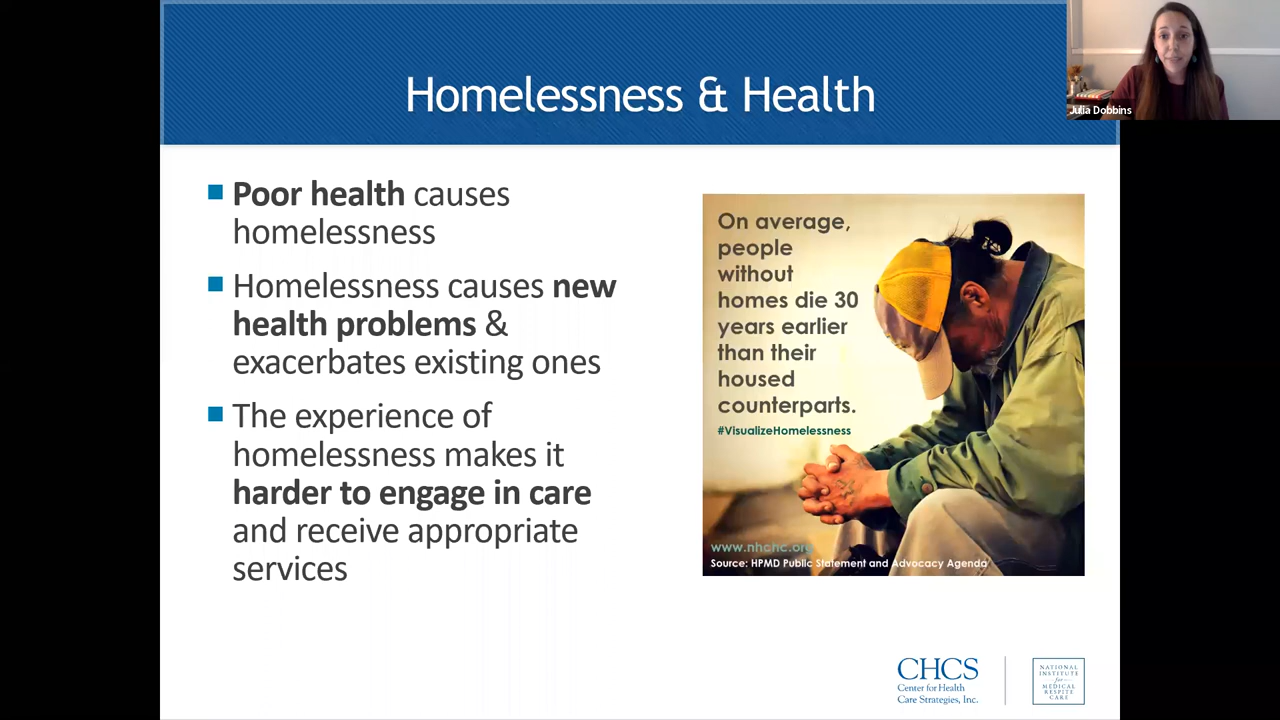 Homelessness & Health
Julia Dobbins
Poor health causes
homelessness
Homelessness causes new
health problems &
exacerbates existing ones
The experience of
homelessness makes it
harder to engage in care
and receive appropriate
services
On average,
people
without
homes die 30
years earlier
than their
housed
counterparts.
#VisualizeHomelessness
www.nhchc.org
Source: HPMD Public Statement and Advocacy Agenda
CHCS
Center for Health
Care Strategies, Inc.
NATIONAL
INSTITUTE
for
MEDICAL
RESPITE
CARE